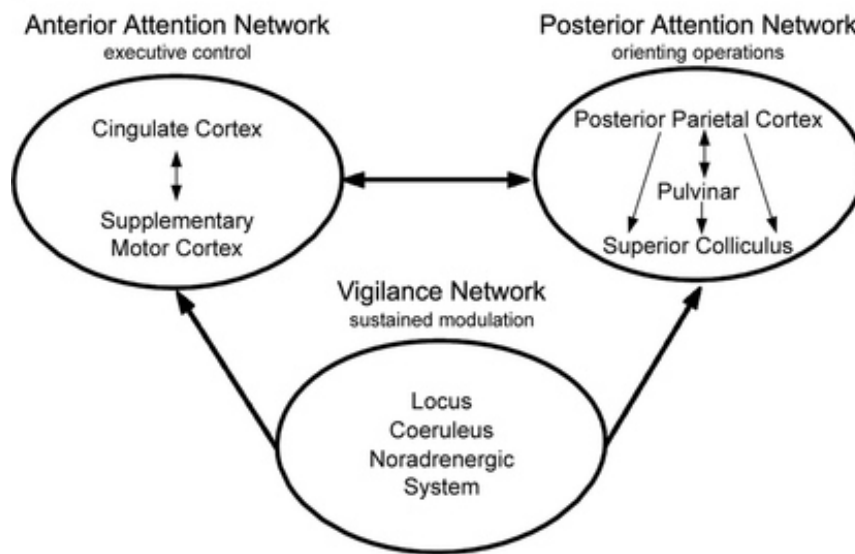 Anterior Attention Network
executive control
Cingulate Cortex
Supplementary
Motor Cortex
Posterior Attention Network
orienting operations
Posterior Parietal Cortex
Pulvinar
Superior Colliculus
Vigilance Network
sustained modulation
Locus
Coeruleus
Noradrenergic
System